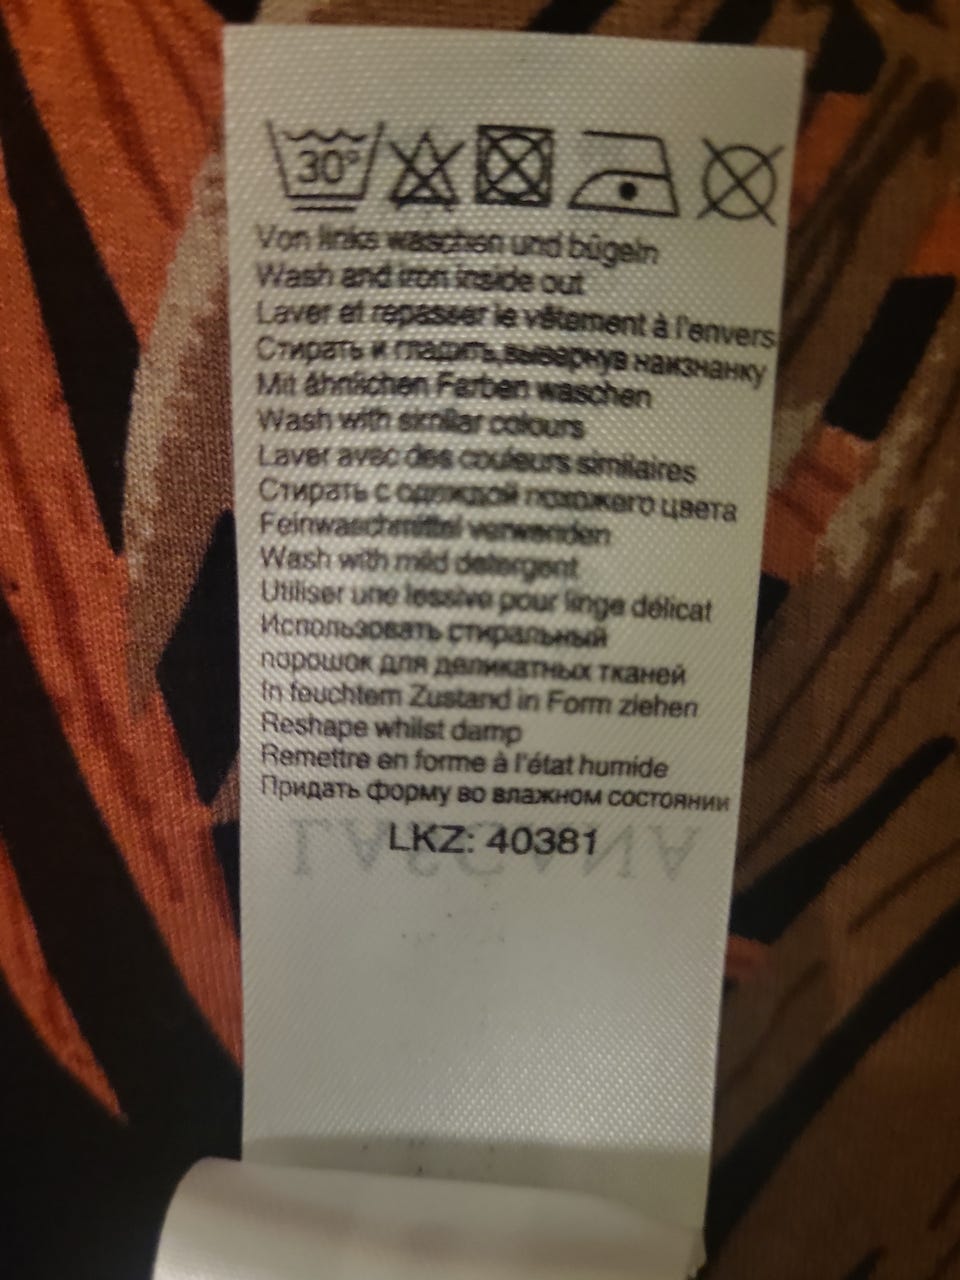 30°
Von links waschen und bügeln
Wash and iron inside out
Laver et repasser le vêtement à l'envers
Стирать и гладить, вывернув наизнанку
Mit ähnlichen Farben waschen
Wash with similar colours
Laver avec des couleurs similaires
Стирать с одеждой похожего цвета
Feinwaschmittel verwenden
Wash with mild detergent
Utiliser une lessive pour linge délicat
Использовать стиральный
порошок для деликатных тканей
In feuchtem Zustand in Form ziehen
Reshape whilst damp
Remettre en forme à l'état humide
Придать форму во влажном состоянии
LKZ: 40381
LASCANA